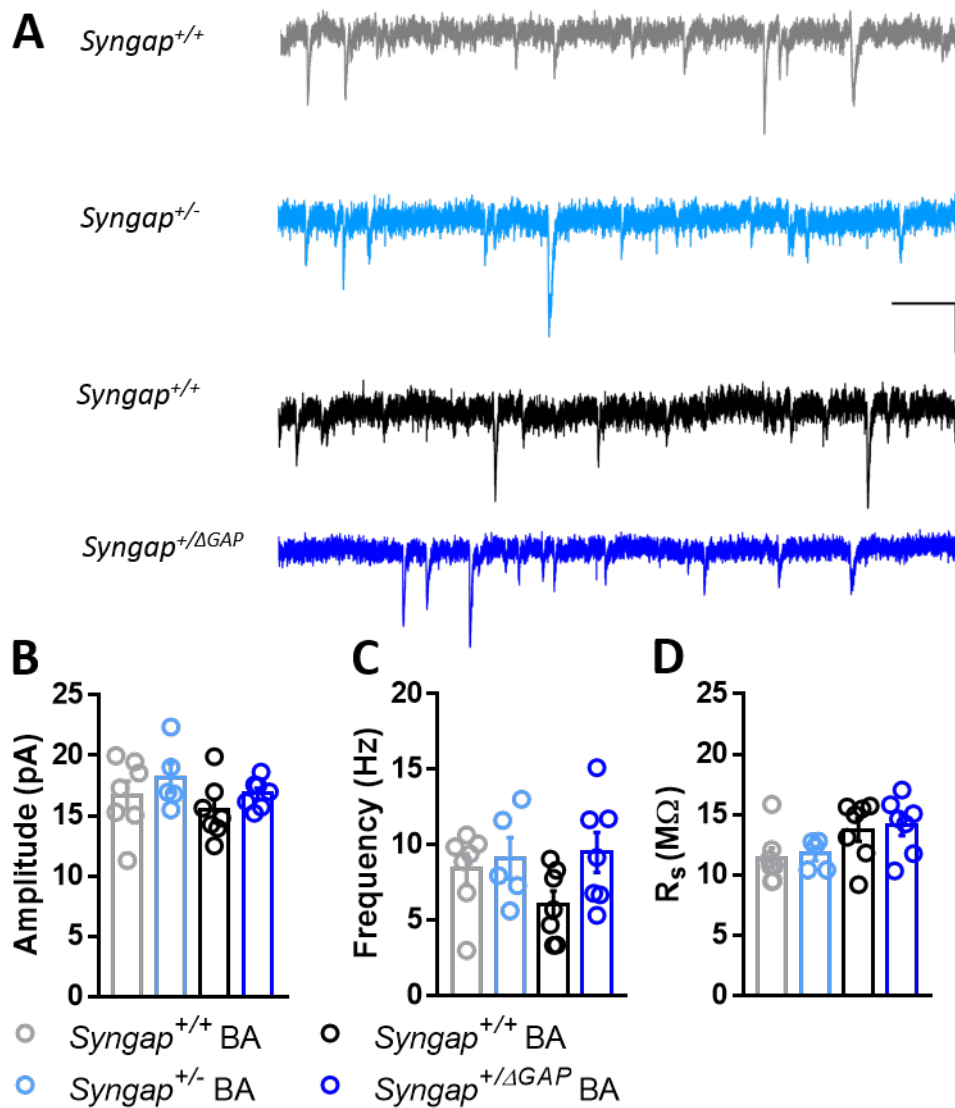 A
Syngap+/+
Syngap+/-
Syngap+/+
Syngap+/ΔGAP
B
C
D
Amplitude (pA)
25
20
15
10
5
0
Frequency (Hz)
20
15
10
5
0
Rs (MΩ)
25
20
15
10
5
0
Syngap+/+ BA
Syngap+/+ BA
Syngap+/- BA
Syngap+/ΔGAP BA